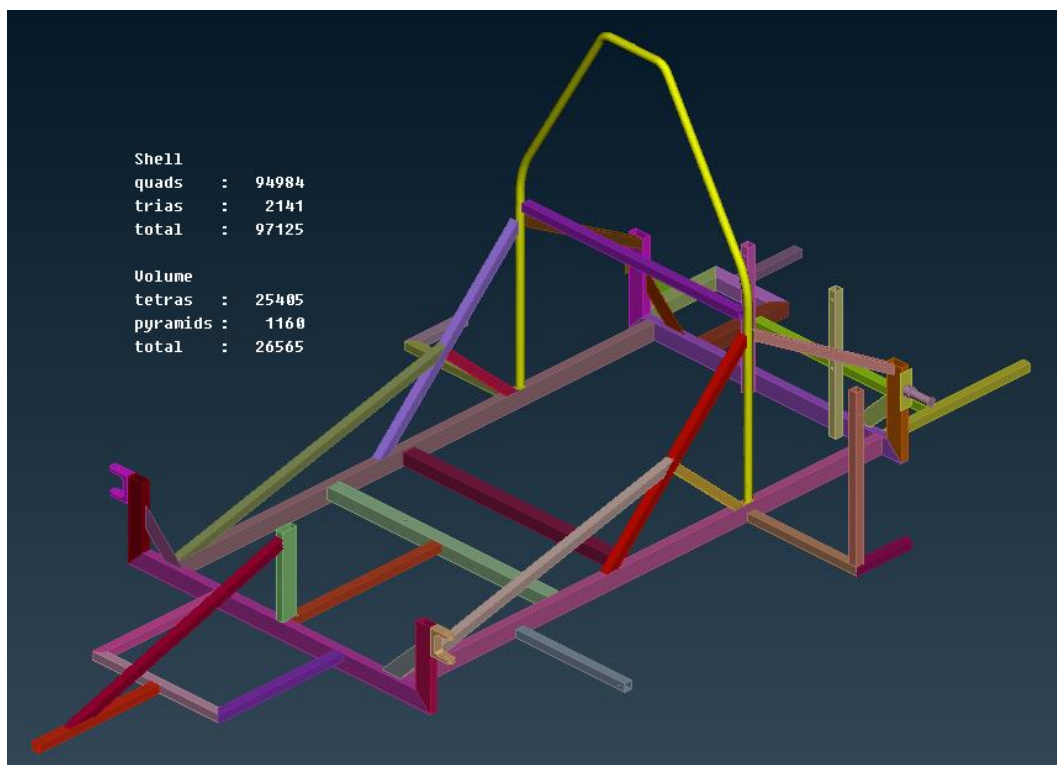 Shell
quads : 94984
trias : 2141
total : 97125
Volume
tetras : 25405
pyramids : 1160
total : 26565